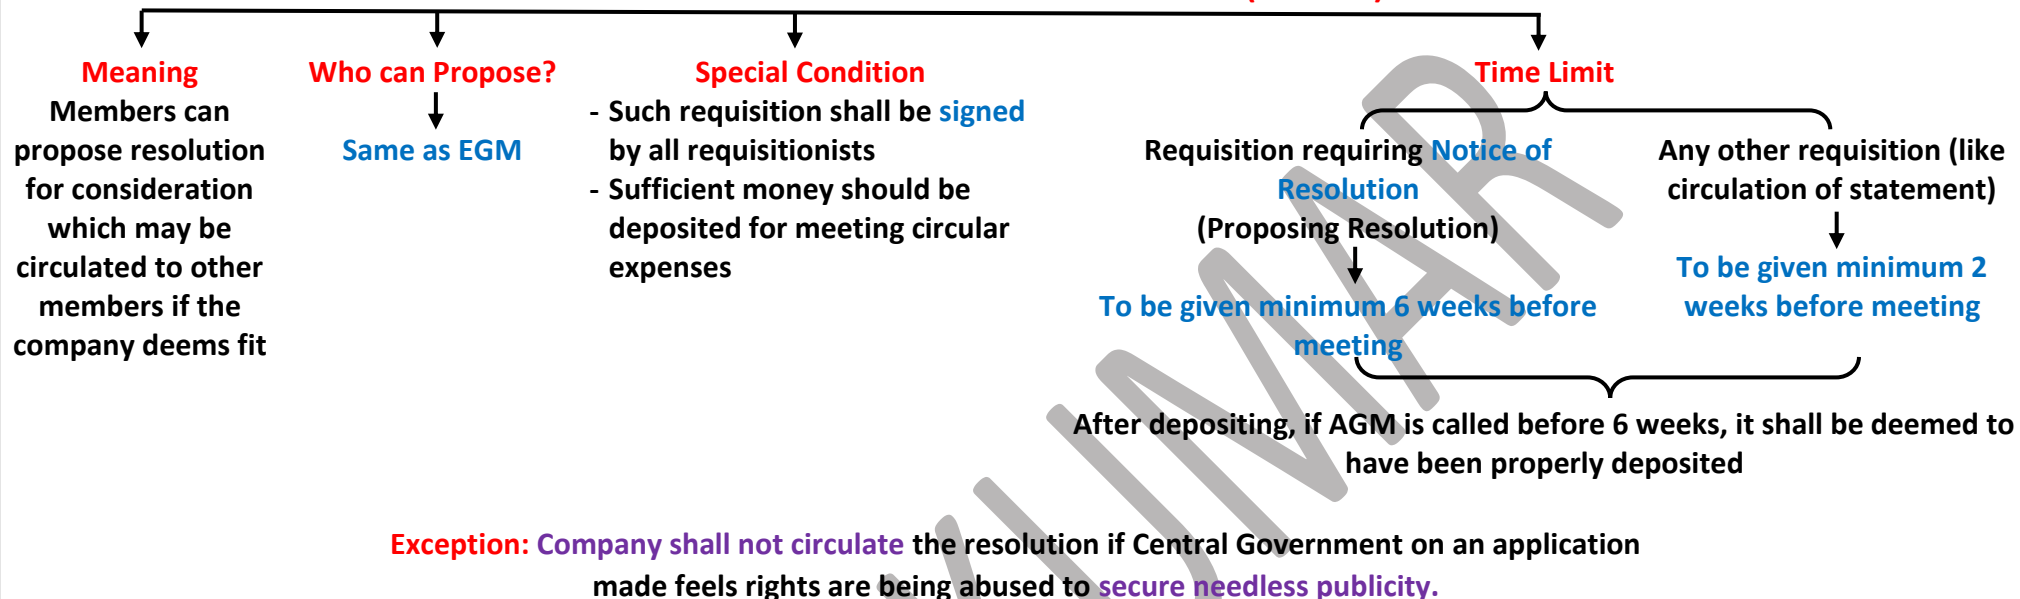 Meaning
Members can
propose resolution
for consideration
which may be
circulated to other
members if the
company deems fit
Who can Propose?
Same as EGM
Special Condition
- Such requisition shall be signed
by all requisitionists
- Sufficient money should be
deposited for meeting circular
expenses
Time Limit
Requisition requiring Notice of
Resolution
(Proposing Resolution)
To be given minimum 6 weeks before
meeting
Any other requisition (like
circulation of statement)
To be given minimum 2
weeks before meeting
After depositing, if AGM is called before 6 weeks, it shall be deemed to
have been properly deposited
Exception: Company shall not circulate the resolution if Central Government on an application
made feels rights are being abused to secure needless publicity.
KUMAR